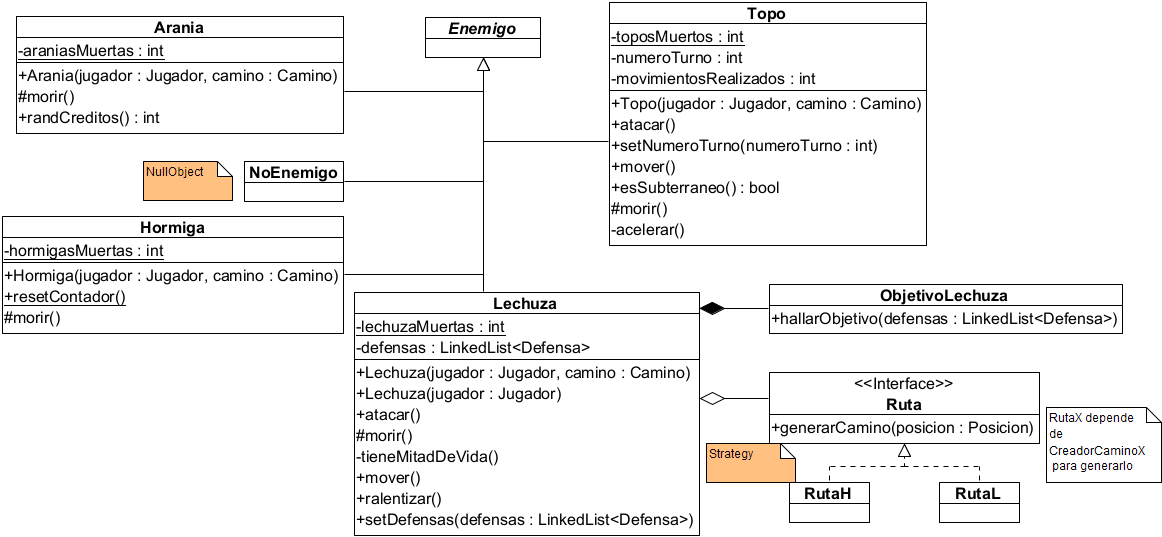 Arania
-araniasMuertas : int
+Arania(jugador : Jugador, camino : Camino)
#morir()
+randCreditos() : int
Enemigo
Topo
-toposMuertos : int
-numeroTurno : int
-movimientosRealizados : int
+Topo(jugador : Jugador, camino : Camino)
+atacar()
+setNumeroTurno(numeroTurno : int)
+mover()
+esSubterraneo() : bool
#morir()
-acelerar()
NullObject
NoEnemigo
Hormiga
-hormigasMuertas : int
+Hormiga(jugador : Jugador, camino : Camino)
+resetContador()
#morir()
Lechuza
-lechuzaMuertas : int
-defensas : LinkedList<Defensa>
+Lechuza(jugador : Jugador, camino : Camino)
+Lechuza(jugador : Jugador)
+atacar()
#morir()
-tieneMitadDeVida()
+mover()
+ralentizar()
+setDefensas(defensas : LinkedList<Defensa>)
ObjetivoLechuza
+hallarObjetivo(defensas : LinkedList<Defensa>)
<<Interface>>
Ruta
+generarCamino(posicion : Posicion)
RutaX depende
de
CreadorCaminoX
para generarlo
Strategy
RutaH
RutaL